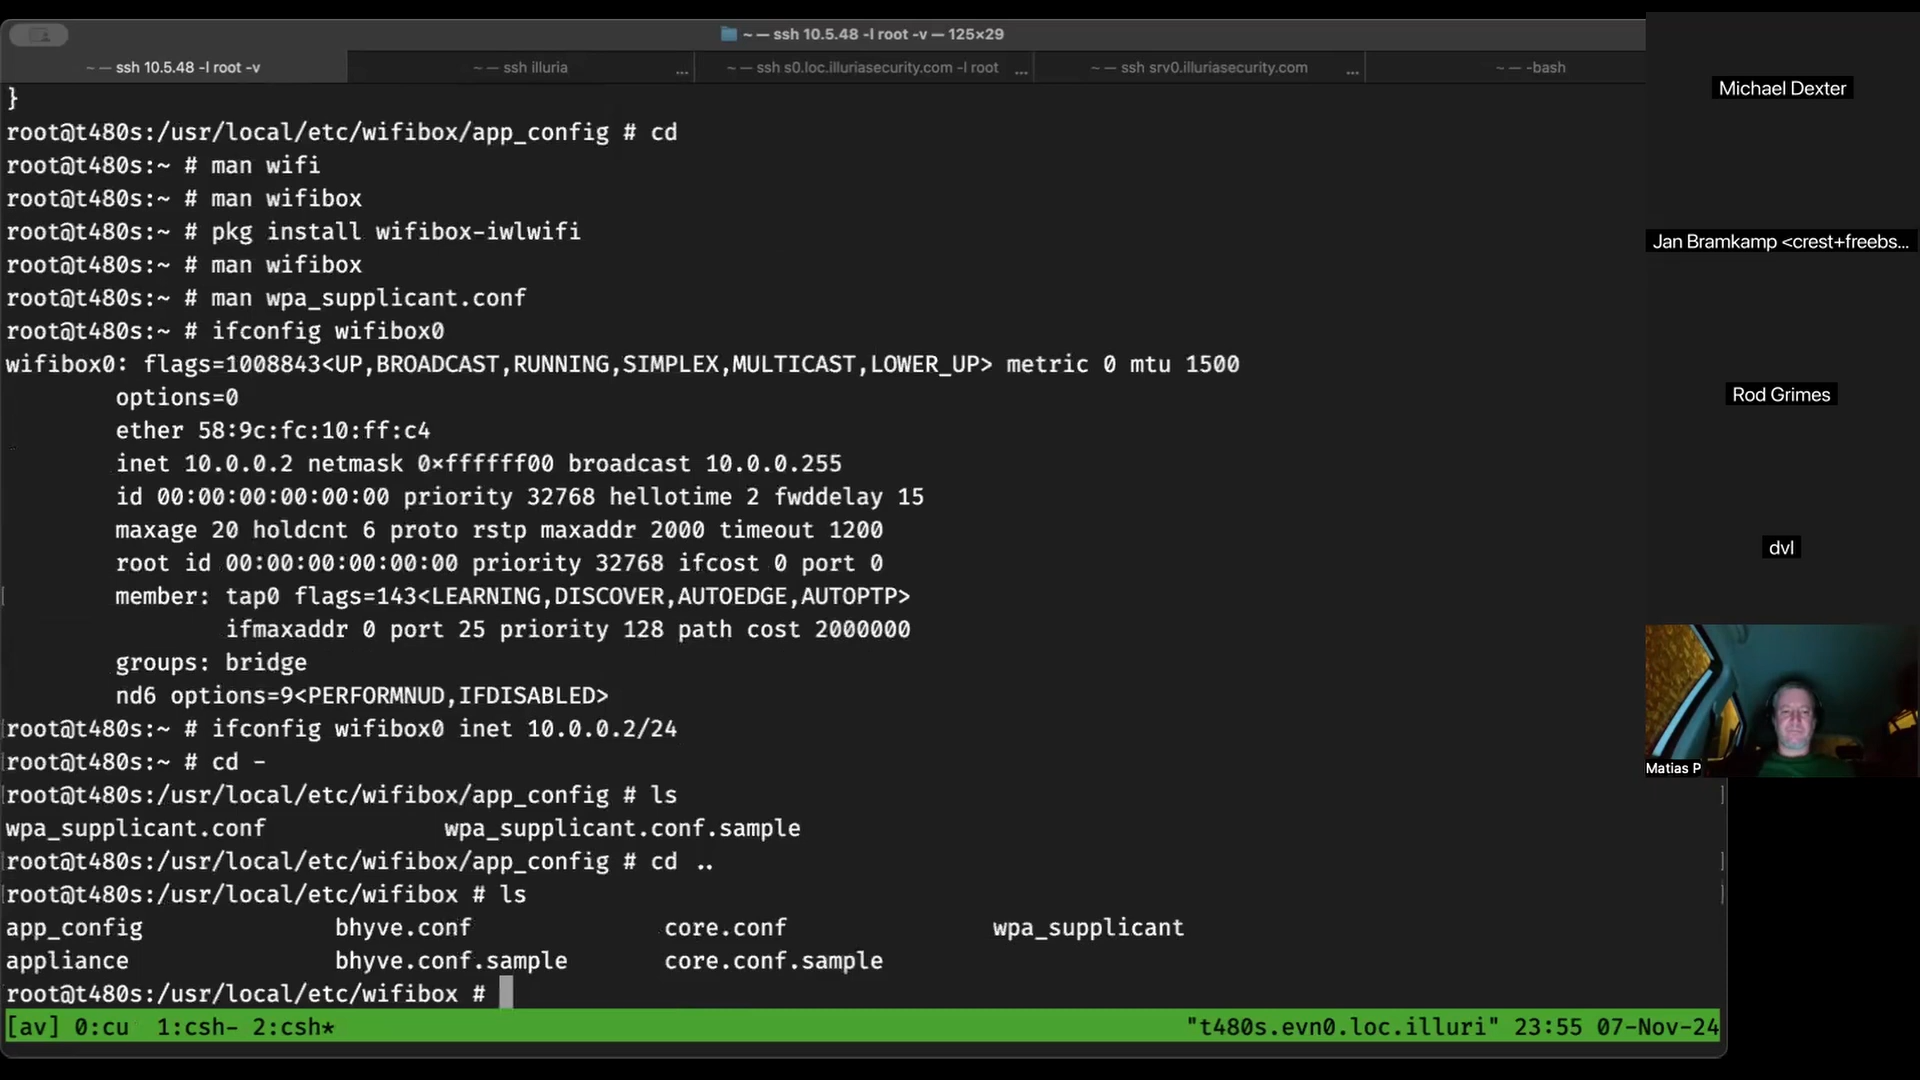 ~ — ssh 10.5.48 -l root -v — 125×29
~ — ssh 10.5.48 -l root -v
~ — ssh illuria ...
~ — ssh s0.loc.illuriasecurity.com -l root ...
~ — ssh srv0.illuriasecurity.com ...
~ — -bash
}
root@t480s:/usr/local/etc/wifibox/app_config # cd
root@t480s:~ # man wifi
root@t480s:~ # man wifibox
root@t480s:~ # pkg install wifibox-iwlwifi
root@t480s:~ # man wifibox
root@t480s:~ # man wpa_supplicant.conf
root@t480s:~ # ifconfig wifibox0
wifibox0: flags=1008843<UP,BROADCAST,RUNNING,SIMPLEX,MULTICAST,LOWER_UP> metric 0 mtu 1500
options=0
ether 58:9c:fc:10:ff:c4
inet 10.0.0.2 netmask 0xffffff00 broadcast 10.0.0.255
id 00:00:00:00:00:00 priority 32768 hellotime 2 fwddelay 15
maxage 20 holdcnt 6 proto rstp maxaddr 2000 timeout 1200
root id 00:00:00:00:00:00 priority 32768 ifcost 0 port 0
member: tap0 flags=143<LEARNING,DISCOVER,AUTOEDGE,AUTOPTP>
ifmaxaddr 0 port 25 priority 128 path cost 2000000
groups: bridge
nd6 options=9<PERFORMNUD,IFDISABLED>
root@t480s:~ # ifconfig wifibox0 inet 10.0.0.2/24
root@t480s:~ # cd -
root@t480s:/usr/local/etc/wifibox/app_config # ls
wpa_supplicant.conf wpa_supplicant.conf.sample
root@t480s:/usr/local/etc/wifibox/app_config # cd ..
root@t480s:/usr/local/etc/wifibox # ls
app_config bhyve.conf core.conf wpa_supplicant
appliance bhyve.conf.sample core.conf.sample
root@t480s:/usr/local/etc/wifibox #
[av] 0:cu 1:csh- 2:csh* "t480s.evn0.loc.illuri" 23:55 07-Nov-24
Michael Dexter
Jan Bramkamp <crest+freebs...
Rod Grimes
dvl
Matias P